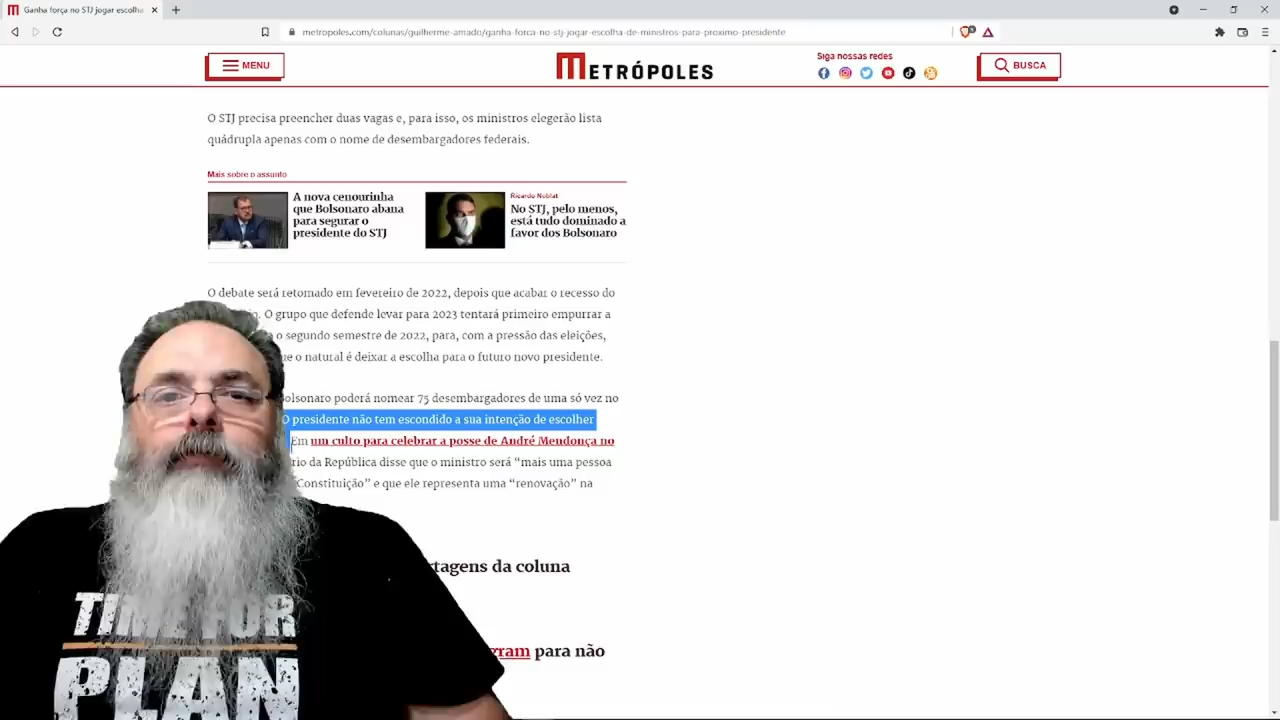 Ganha força no STJ jogar escolha
metropoles.com/colunas/guilherme-amado/ganha-forca-no-stj-jogar-escolha-de-ministros-para-proximo-presidente
MENU
METRÓPOLES
Siga nossas redes
BUSCA
O STJ precisa preencher duas vagas e, para isso, os ministros elegerão lista
quádrupla apenas com o nome de desembargadores federais.
Mais sobre o assunto
A nova cenourinha
que Bolsonaro abana
para segurar o
presidente do STJ
Ricardo Noblat
No STJ, pelo menos,
está tudo dominado a
favor dos Bolsonaro
O debate será retomado em fevereiro de 2022, depois que acabar o recesso do
O grupo que defende levar para 2023 tentará primeiro empurrar a
o segundo semestre de 2022, para, com a pressão das eleições,
que o natural é deixar a escolha para o futuro novo presidente.
Bolsonaro poderá nomear 75 desembargadores de uma só vez no
O presidente não tem escondido a sua intenção de escolher
Em um culto para celebrar a posse de André Mendonça no
da República disse que o ministro será “mais uma pessoa
Constituição” e que ele representa uma “renovação” na
da coluna
para não
TIME FOR
PLAN